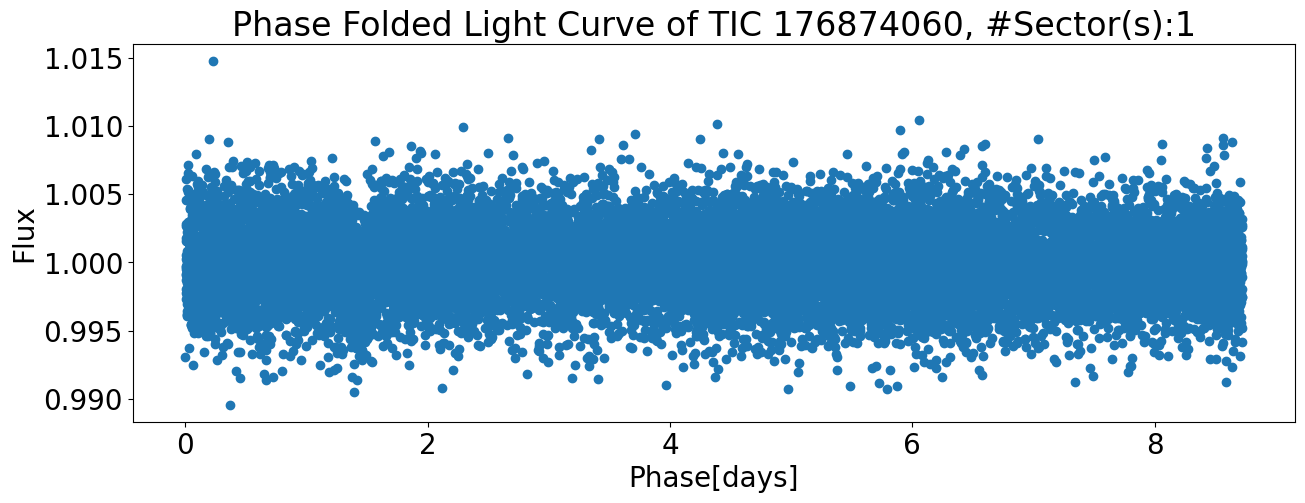 Phase Folded Light Curve of TIC 176874060, #Sector(s):1
1.015
1.010
1.005
1.000
0.995
0.990
Flux
0 2 4 6 8
Phase[days]